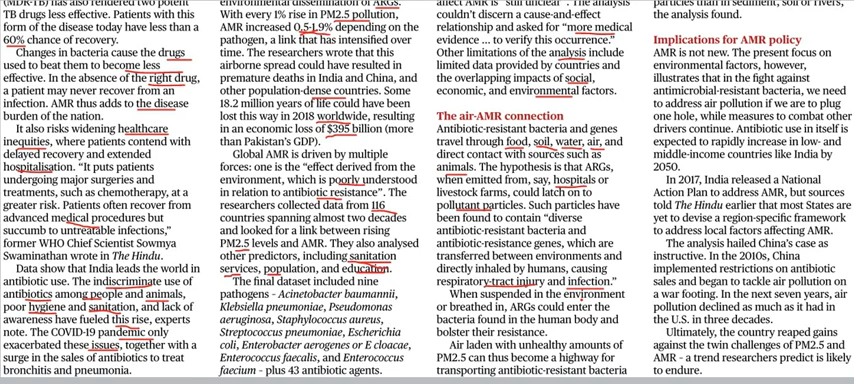 (MDR-TB) has also rendered two potent
TB drugs less effective. Patients with this
form of the disease today have less than a
60% chance of recovery.
Changes in bacteria cause the drugs
used to beat them to become less
effective. In the absence of the right drug,
a patient may never recover from an
infection. AMR thus adds to the disease
burden of the nation.
It also risks widening healthcare
inequities, where patients contend with
delayed recovery and extended
hospitalisation. “It puts patients
undergoing major surgeries and
treatments, such as chemotherapy, at a
greater risk. Patients often recover from
advanced medical procedures but
succumb to untreatable infections,”
former WHO Chief Scientist Sowmya
Swaminathan wrote in The Hindu.
Data show that India leads the world in
antibiotic use. The indiscriminate use of
antibiotics among people and animals,
poor hygiene and sanitation, and lack of
awareness have fueled this rise, experts
note. The COVID-19 pandemic only
exacerbated these issues, together with a
surge in the sales of antibiotics to treat
bronchitis and pneumonia.
environmental dissemination of ARGs.
With every 1% rise in PM2.5 pollution,
AMR increased 0.5-1.9% depending on the
pathogen, a link that has intensified over
time. The researchers wrote that this
airborne spread could have resulted in
premature deaths in India and China, and
other population-dense countries. Some
18.2 million years of life could have been
lost this way in 2018 worldwide, resulting
in an economic loss of $395 billion (more
than Pakistan’s GDP).
Global AMR is driven by multiple
forces: one is the “effect derived from the
environment, which is poorly understood
in relation to antibiotic resistance”. The
researchers collected data from 116
countries spanning almost two decades
and looked for a link between rising
PM2.5 levels and AMR. They also analysed
other predictors, including sanitation
services, population, and education.
The final dataset included nine
pathogens – Acinetobacter baumannii,
Klebsiella pneumoniae, Pseudomonas
aeruginosa, Staphylococcus aureus,
Streptococcus pneumoniae, Escherichia
coli, Enterobacter aerogenes or E cloacae,
Enterococcus faecalis, and Enterococcus
faecium – plus 43 antibiotic agents.
affect AMR is “still unclear”. The analysis
couldn’t discern a cause-and-effect
relationship and asked for “more medical
evidence ... to verify this occurrence.”
Other limitations of the analysis include
limited data provided by countries and
the overlapping impacts of social,
economic, and environmental factors.
The air-AMR connection
Antibiotic-resistant bacteria and genes
travel through food, soil, water, air, and
direct contact with sources such as
animals. The hypothesis is that ARGs,
when emitted from, say, hospitals or
livestock farms, could latch on to
pollutant particles. Such particles have
been found to contain “diverse
antibiotic-resistant bacteria and
antibiotic-resistance genes, which are
transferred between environments and
directly inhaled by humans, causing
respiratory-tract injury and infection.”
When suspended in the environment
or breathed in, ARGs could enter the
bacteria found in the human body and
bolster their resistance.
Air laden with unhealthy amounts of
PM2.5 can thus become a highway for
transporting antibiotic-resistant bacteria
particles than in sediment, soil or rivers,
the analysis found.
Implications for AMR policy
AMR is not new. The present focus on
environmental factors, however,
illustrates that in the fight against
antimicrobial-resistant bacteria, we need
to address air pollution if we are to plug
one hole, while measures to combat other
drivers continue. Antibiotic use in itself is
expected to rapidly increase in low- and
middle-income countries like India by
2050.
In 2017, India released a National
Action Plan to address AMR, but sources
told The Hindu earlier that most States are
yet to devise a region-specific framework
to address local factors affecting AMR.
The analysis hailed China’s case as
instructive. In the 2010s, China
implemented restrictions on antibiotic
sales and began to tackle air pollution on
a war footing. In the next seven years, air
pollution declined as much as it had in
the U.S. in three decades.
Ultimately, the country reaped gains
against the twin challenges of PM2.5 and
AMR – a trend researchers predict is likely
to endure.